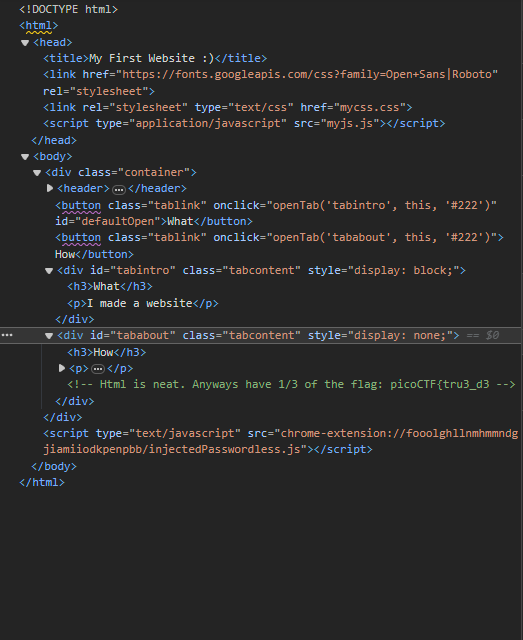 <!DOCTYPE html>
<html>
<head>
<title>My First Website :)</title>
<link href="https://fonts.googleapis.com/css?family=Open+Sans|Roboto"
rel="stylesheet">
<link rel="stylesheet" type="text/css" href="mycss.css">
<script type="application/javascript" src="myjs.js"></script>
</head>
<body>
<div class="container">
<header>…</header>
<button class="tablink" onclick="openTab('tabintro', this, '#222')"
id="defaultOpen">What</button>
<button class="tablink" onclick="openTab('tababout', this, '#222')">
How</button>
<div id="tabintro" class="tabcontent" style="display: block;">
<h3>What</h3>
<p>I made a website</p>
</div>
… <div id="tababout" class="tabcontent" style="display: none;"> == $0
<h3>How</h3>
<p>…</p>
<!-- Html is neat. Anyways have 1/3 of the flag: picoCTF{tru3_d3 -->
</div>
</div>
<script type="text/javascript" src="chrome-extension://fooolghllnmhmmndg
jiamiiodkpenpbb/injectedPasswordless.js"></script>
</body>
</html>